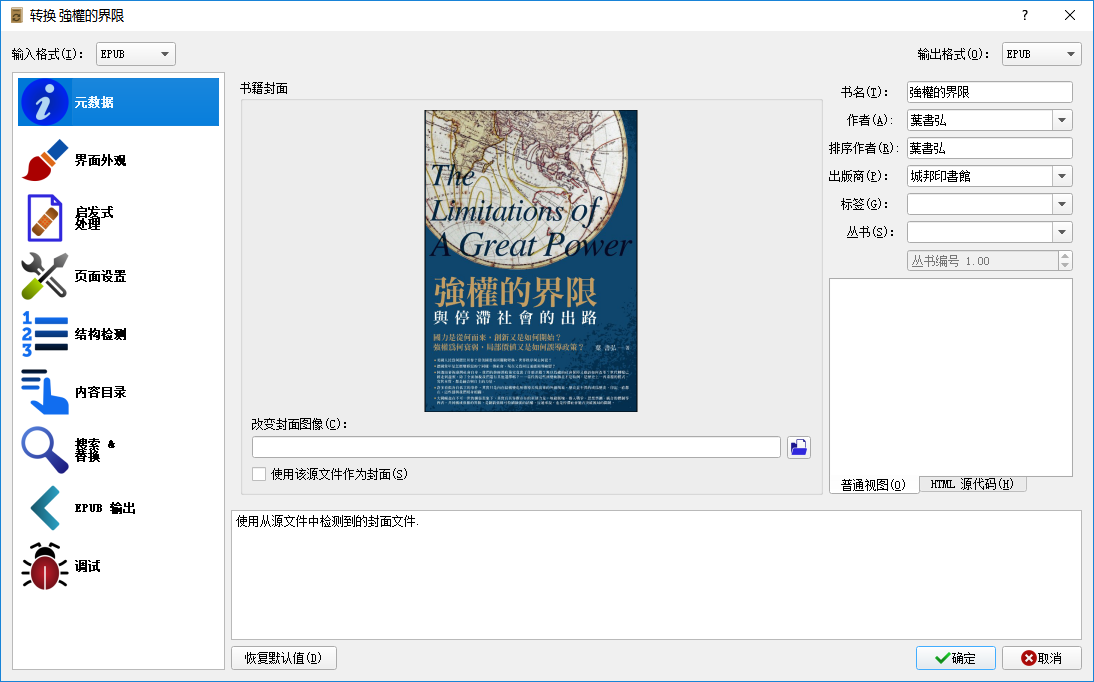 转换 強權的界限
?
输入格式(I):
EPUB
输出格式(O):
EPUB
元数据
界面外观
启发式
处理
页面设置
结构检测
内容目录
搜索 &
替换
EPUB 输出
调试
书籍封面
The
Limitations of
A Great Power
強權的界限
與停滯社會的出路
國力是從何而來，創新又是如何開始？
強權為何衰弱，局部價值又是如何誤導政策？
葉書弘 — 著
改变封面图像(C):
使用该源文件作为封面(S)
书名(T):
強權的界限
作者(A):
葉書弘
排序作者(R):
葉書弘
出版商(P):
城邦印書館
标签(G):
丛书(S):
丛书编号 1.00
普通视图(O)
HTML 源代码(H)
使用从源文件中检测到的封面文件.
恢复默认值(D)
确定
取消